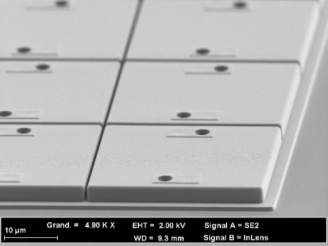 Grand. = 4.90 K X EHT = 2.00 kV Signal A = SE2
10 µm WD = 9.3 mm Signal B = InLens